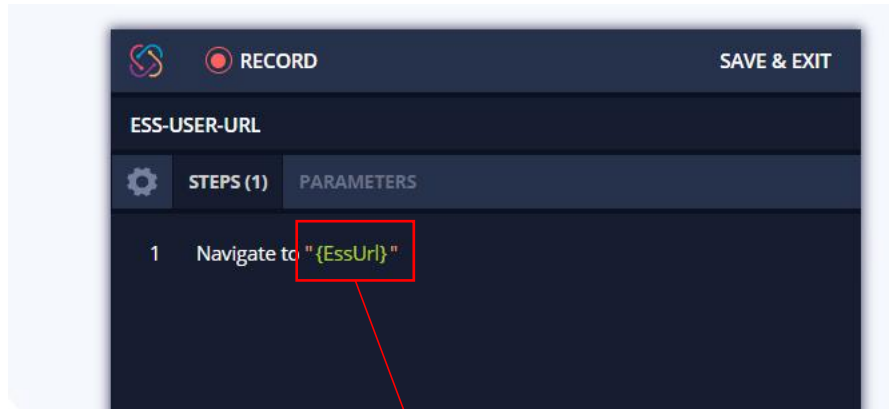 RECORD SAVE & EXIT
ESS-USER-URL
STEPS (1) PARAMETERS
1 Navigate to "{EssUrl}"